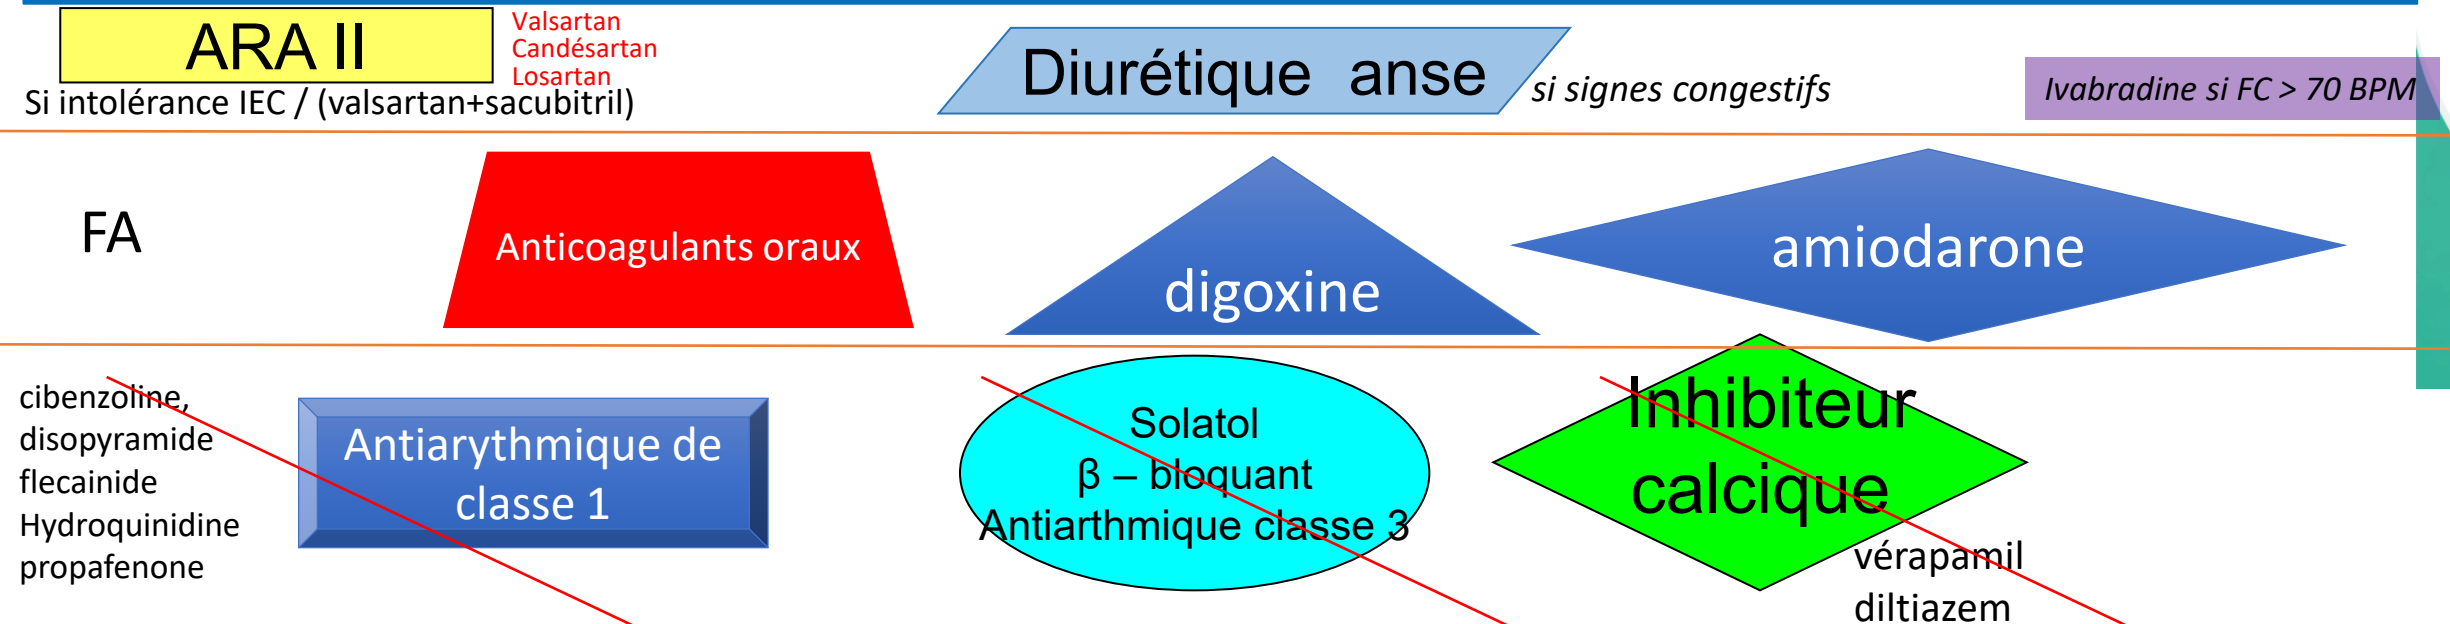 ARA II
Valsartan
Candésartan
Losartan
Si intolérance IEC / (valsartan+sacubitril)
Diurétique anse
si signes congestifs
Ivabradine si FC > 70 BPM
FA
Anticoagulants oraux
digoxine
amiodarone
cibenzoline,
disopyramide
flecainide
Hydroquinidine
propafenone
Antiarythmique de
classe 1
Solatol
β – bloquant
Antiarthmique classe 3
Inhibiteur
calcique
vérapamil
diltiazem